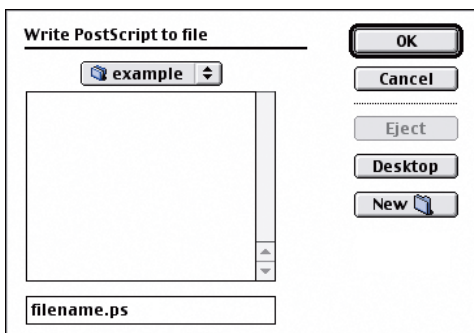 Write PostScript to file
example
filename.ps
OK
Cancel
Eject
Desktop
New